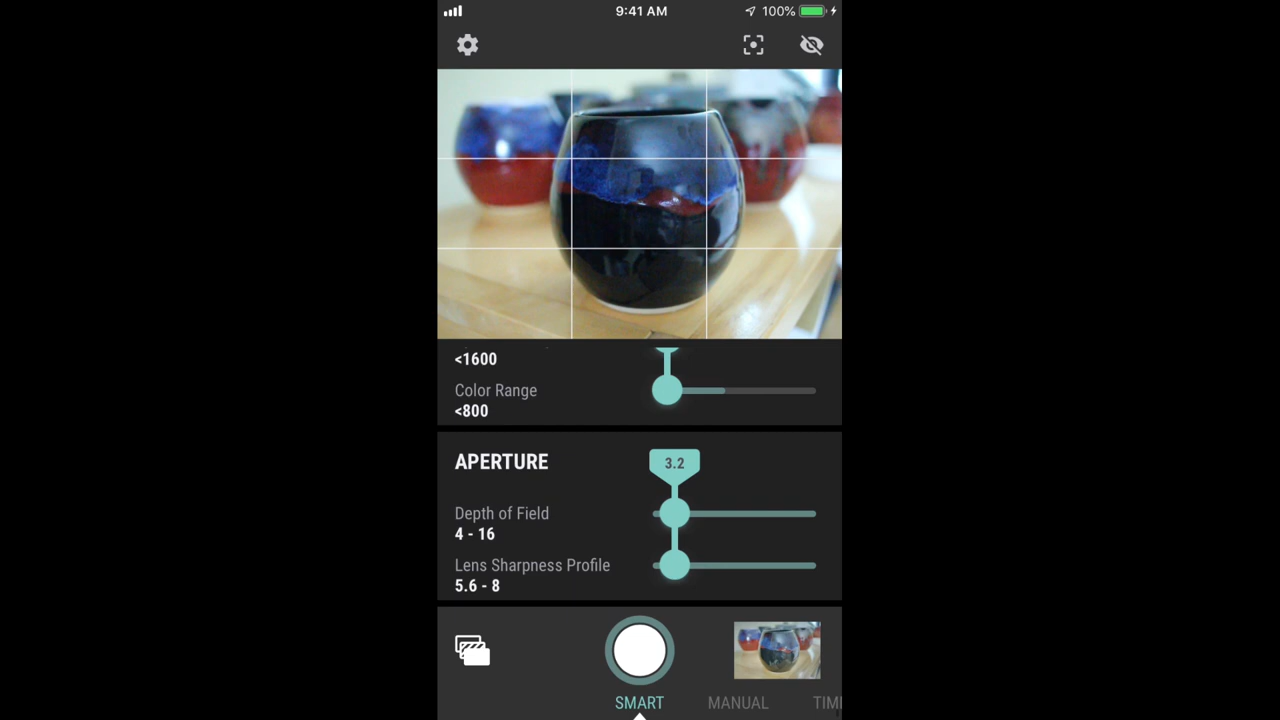 9:41 AM
100%
<1600
Color Range
<800
APERTURE
3.2
Depth of Field
4 - 16
Lens Sharpness Profile
5.6 - 8
SMART
MANUAL
TIM